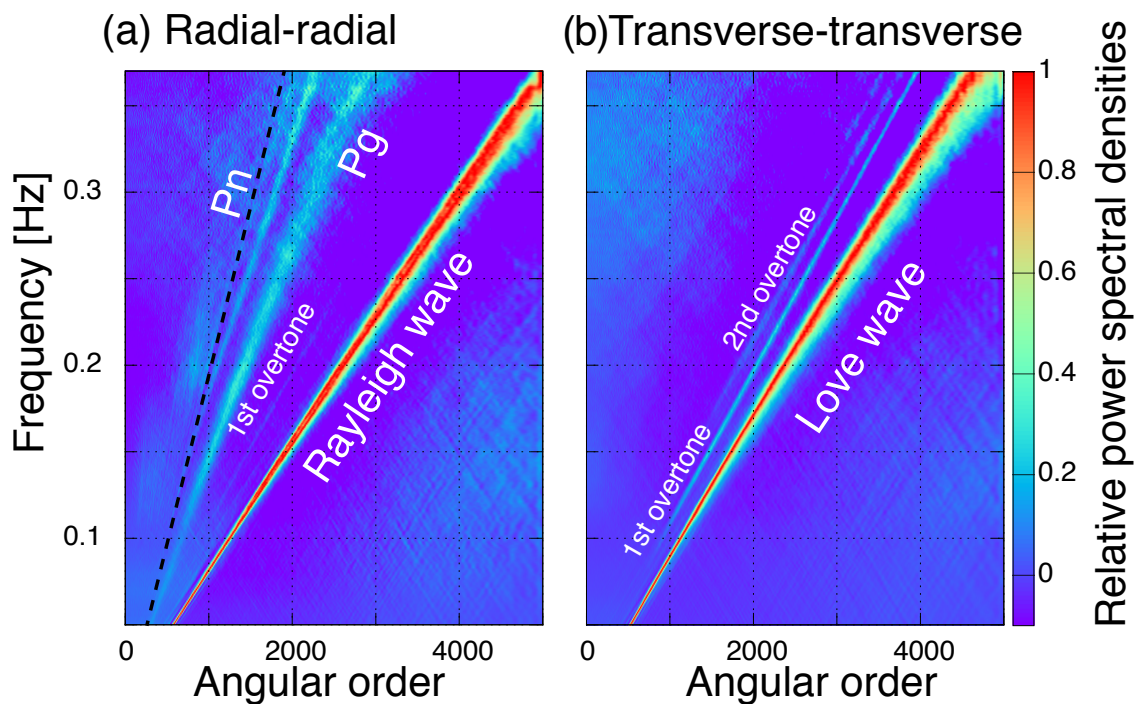 (a) Radial-radial
(b)Transverse-transverse
Frequency [Hz]
0.3
0.2
0.1
Pn
Pg
1st overtone
Rayleigh wave
0
2000
4000
Angular order
1st overtone
2nd overtone
Love wave
0
2000
4000
Angular order
1
0.8
0.6
0.4
0.2
0
Relative power spectral densities